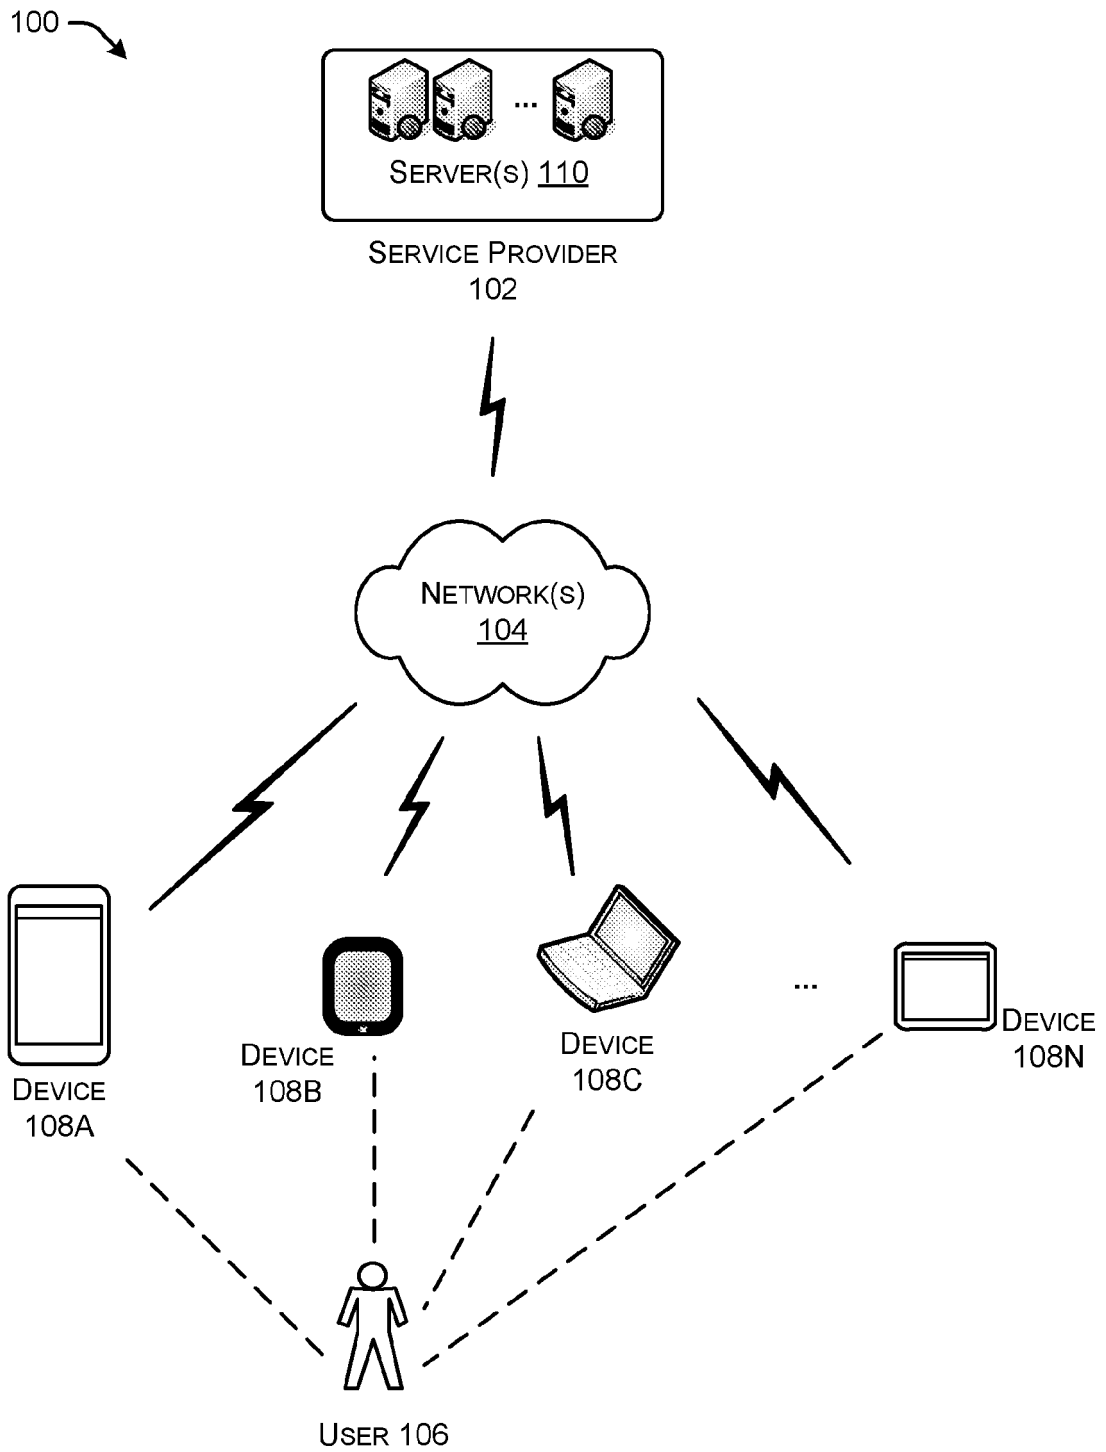 100
SERVER(S) 110
SERVICE PROVIDER
102
NETWORK(S)
104
...
...
DEVICE
108A
DEVICE
108B
DEVICE
108C
DEVICE
108N
USER 106